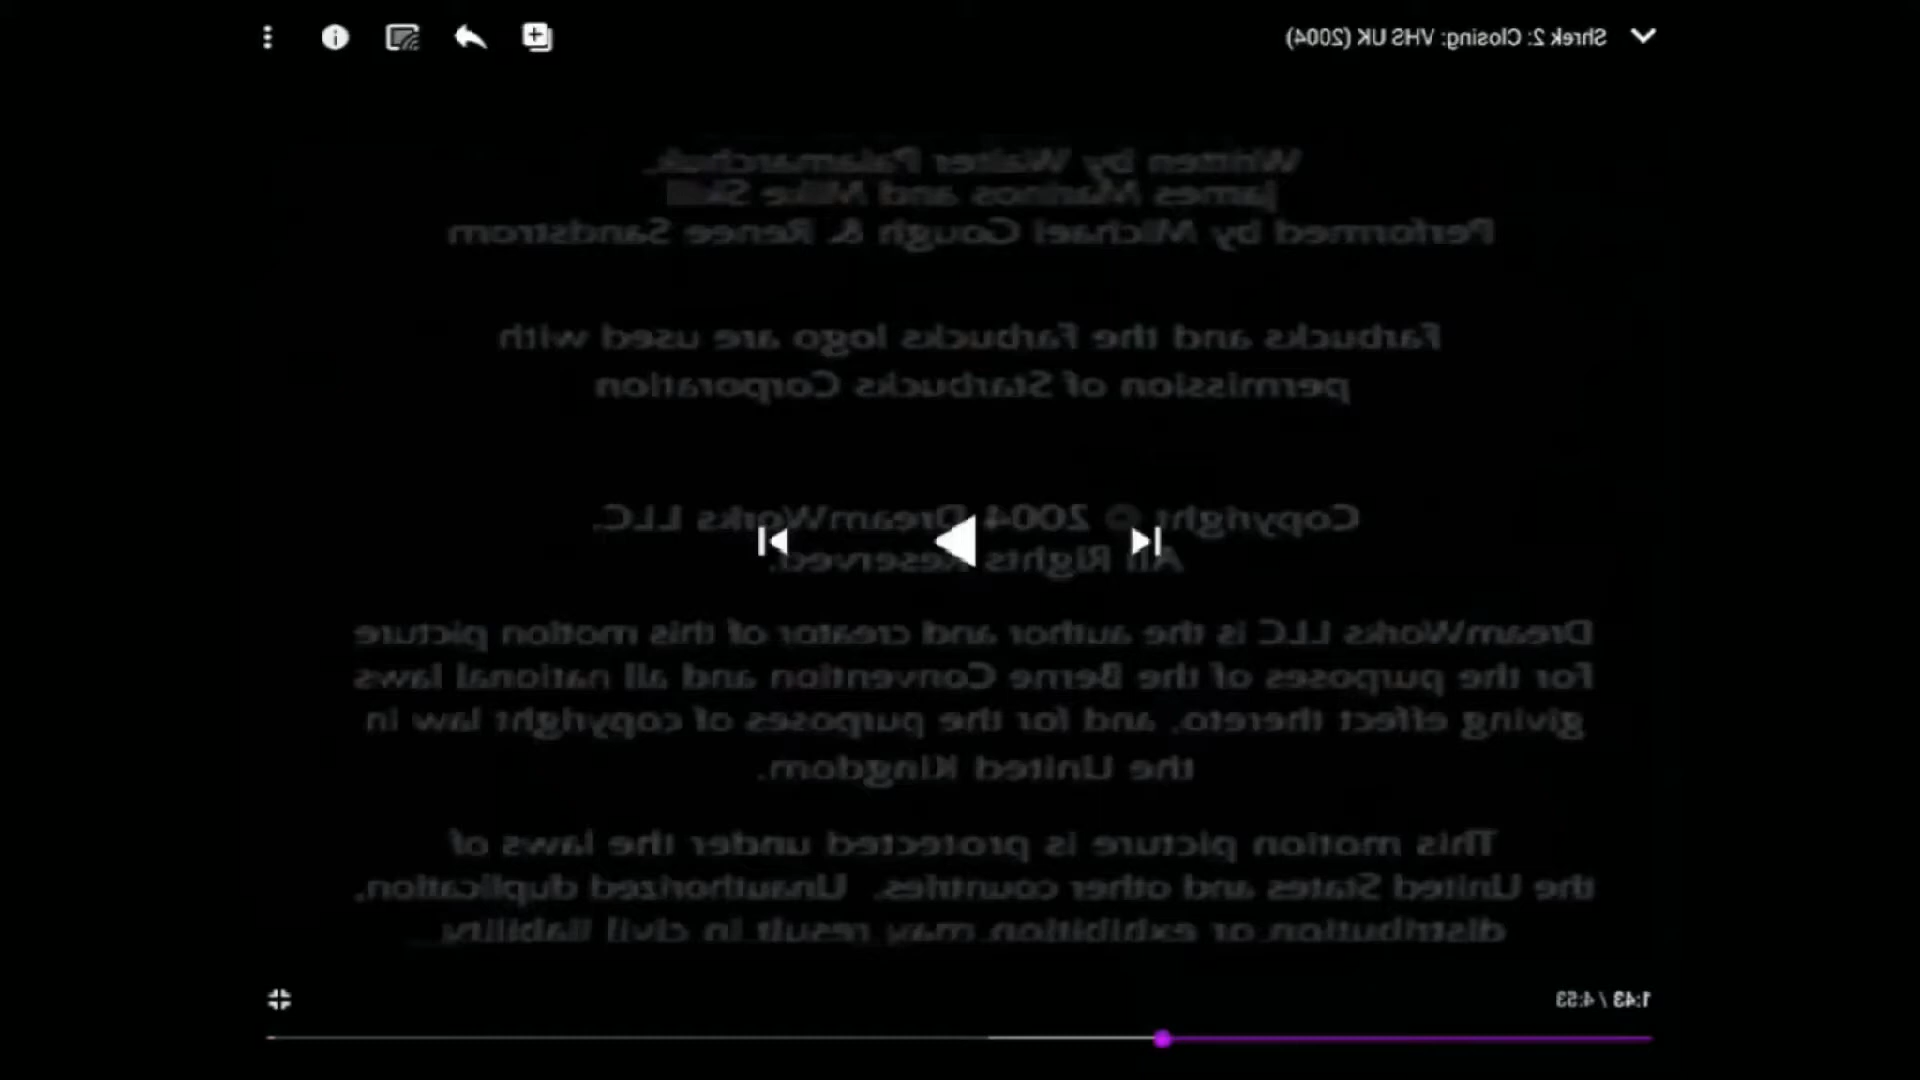 Shrek 2: Closing: VHS UK (2004)
Written by Walter Palamarchuk,
James Marinos and Mike Skill
Performed by Michael Gough & Renee Sandstrom
Farbucks and the Farbucks logo are used with
permission of Starbucks Corporation
Copyright © 2004 DreamWorks LLC.
All Rights Reserved.
DreamWorks LLC is the author and creator of this motion picture
for the purposes of the Berne Convention and all national laws
giving effect thereto, and for the purposes of copyright law in
the United Kingdom.
This motion picture is protected under the laws of
the United States and other countries. Unauthorized duplication,
distribution or exhibition may result in civil liability
1:43 / 4:53